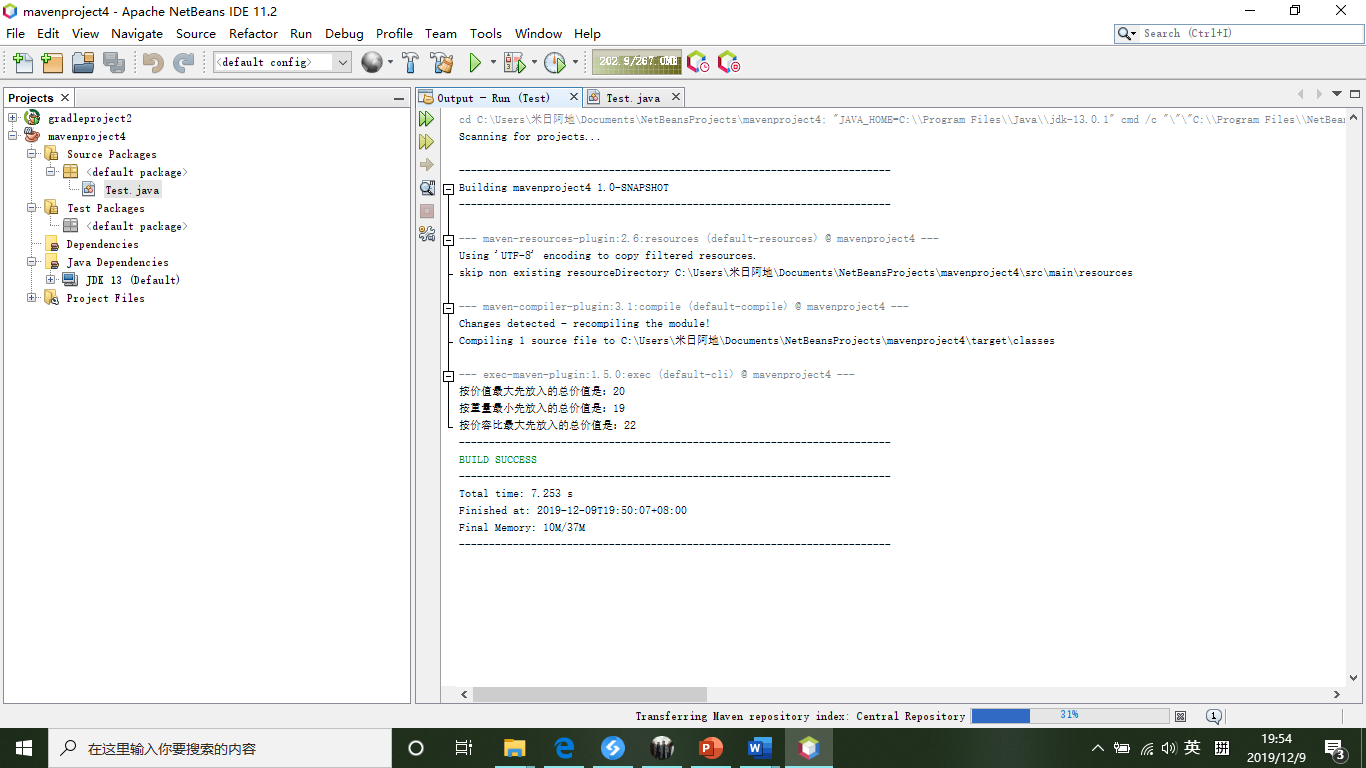 mavenproject4 - Apache NetBeans IDE 11.2
File Edit View Navigate Source Refactor Run Debug Profile Team Tools Window Help
Search (Ctrl+I)
<default config>
202.9/267.0MB
Projects
Output - Run (Test)
Test.java
gradleproject2
mavenproject4
Source Packages
<default package>
Test.java
Test Packages
<default package>
Dependencies
Java Dependencies
JDK 13 (Default)
Project Files
cd C:\Users\米日阿地\Documents\NetBeansProjects\mavenproject4; "JAVA_HOME=C:\\Program Files\\Java\\jdk-13.0.1" cmd /c "\"\"C:\\Program Files\\NetBean
Scanning for projects...
------------------------------------------------------------------------
Building mavenproject4 1.0-SNAPSHOT
------------------------------------------------------------------------
--- maven-resources-plugin:2.6:resources (default-resources) @ mavenproject4 ---
Using 'UTF-8' encoding to copy filtered resources.
skip non existing resourceDirectory C:\Users\米日阿地\Documents\NetBeansProjects\mavenproject4\src\main\resources
--- maven-compiler-plugin:3.1:compile (default-compile) @ mavenproject4 ---
Changes detected - recompiling the module!
Compiling 1 source file to C:\Users\米日阿地\Documents\NetBeansProjects\mavenproject4\target\classes
--- exec-maven-plugin:1.5.0:exec (default-cli) @ mavenproject4 ---
按价值最大先放入的总价值是: 20
按重量最小先放入的总价值是: 19
按价容比最大先放入的总价值是: 22
------------------------------------------------------------------------
BUILD SUCCESS
------------------------------------------------------------------------
Total time: 7.253 s
Finished at: 2019-12-09T19:50:07+08:00
Final Memory: 10M/37M
------------------------------------------------------------------------
Transferring Maven repository index: Central Repository
31%
1
在这里输入你要搜索的内容
英
拼
19:54
2019/12/9
3